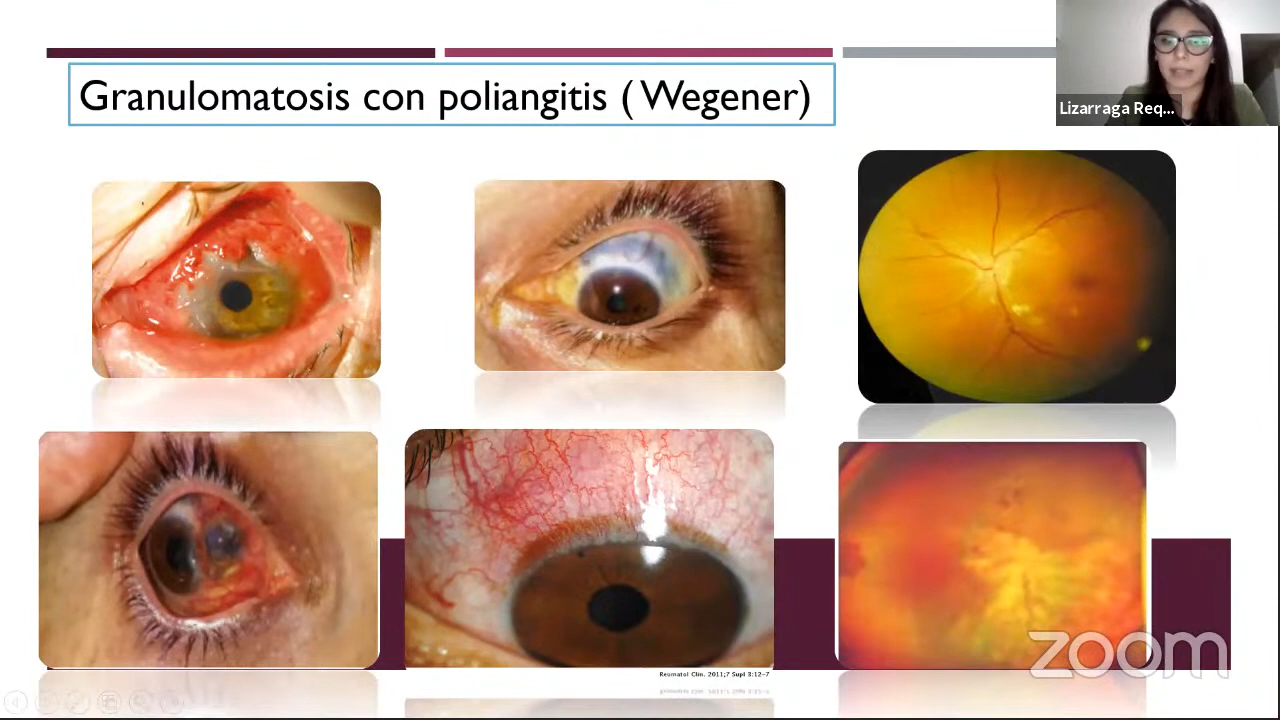 Granulomatosis con poliangitis ( Wegener)
Lizarraga Req...
Reumatol Clin. 2011;7 Supl 3:12-7
zoom